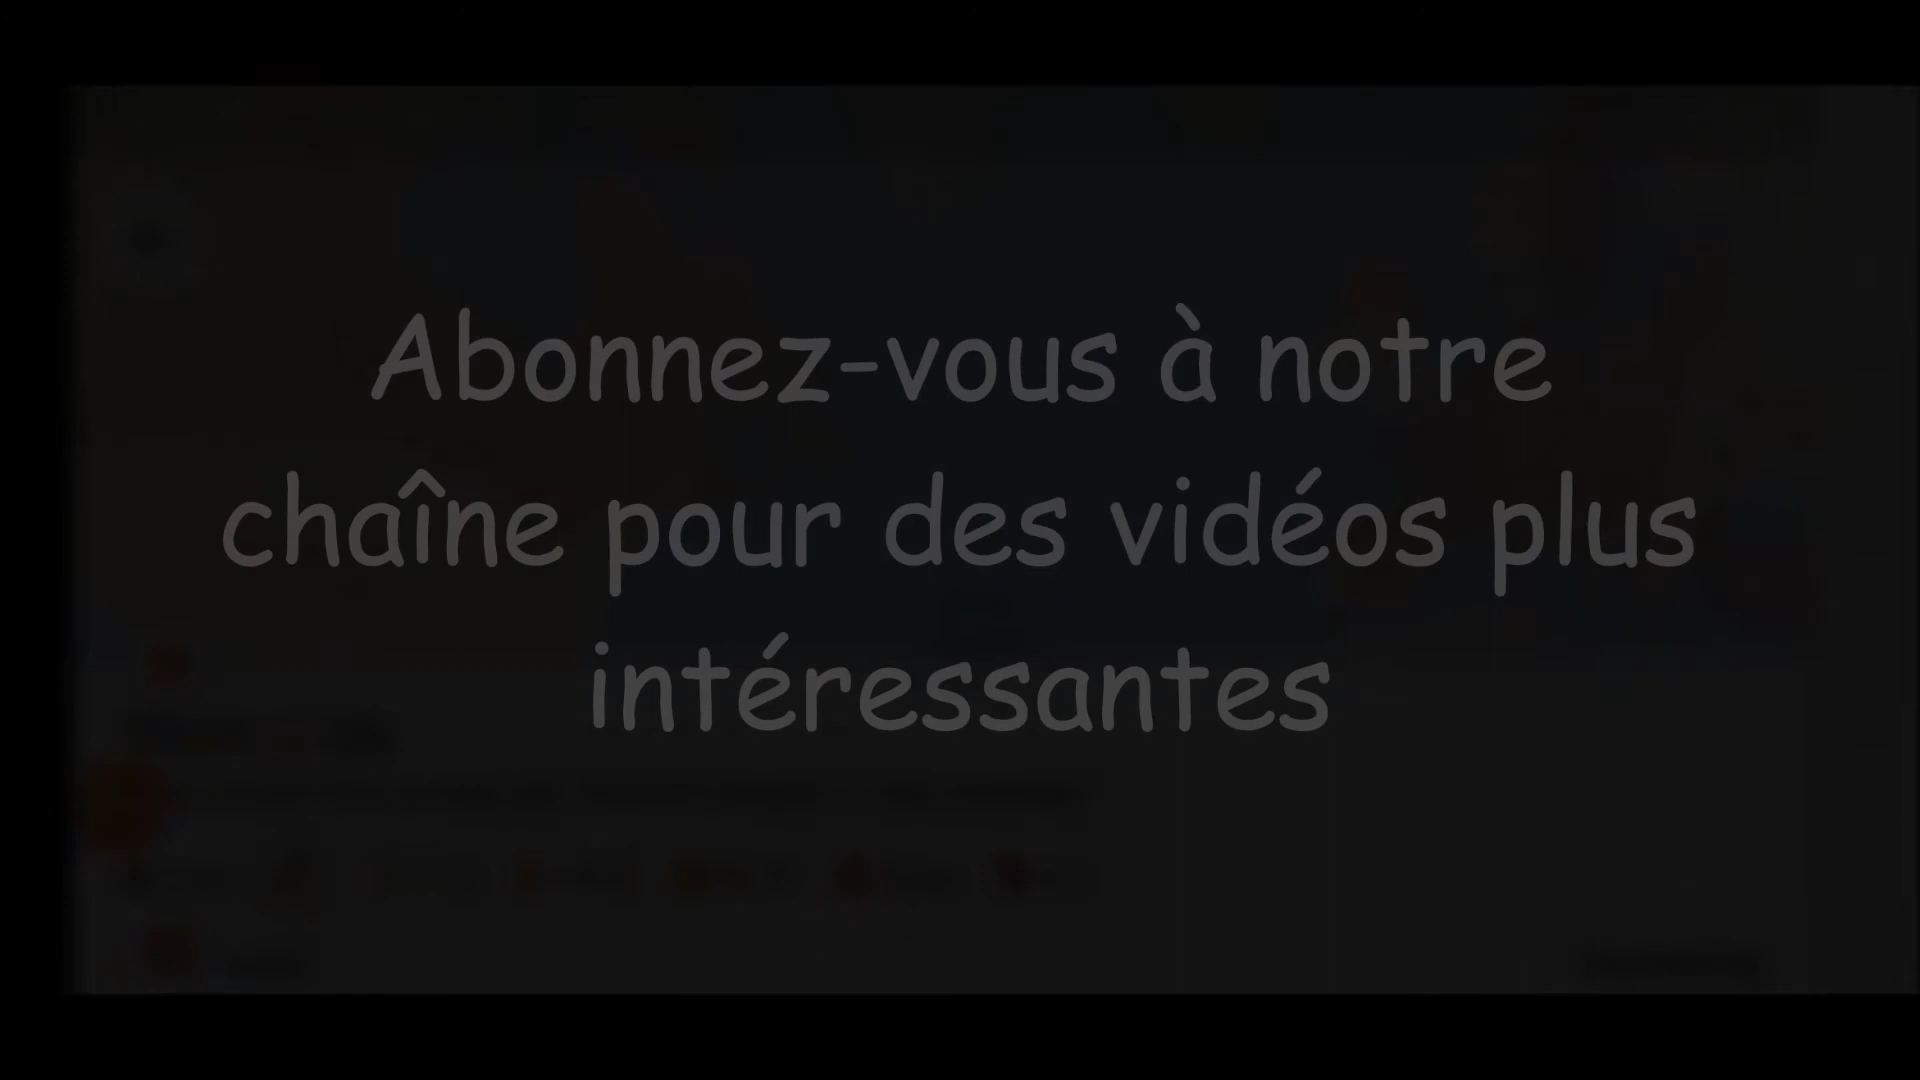 Abonnez-vous à notre
chaîne pour des vidéos plus
intéressantes